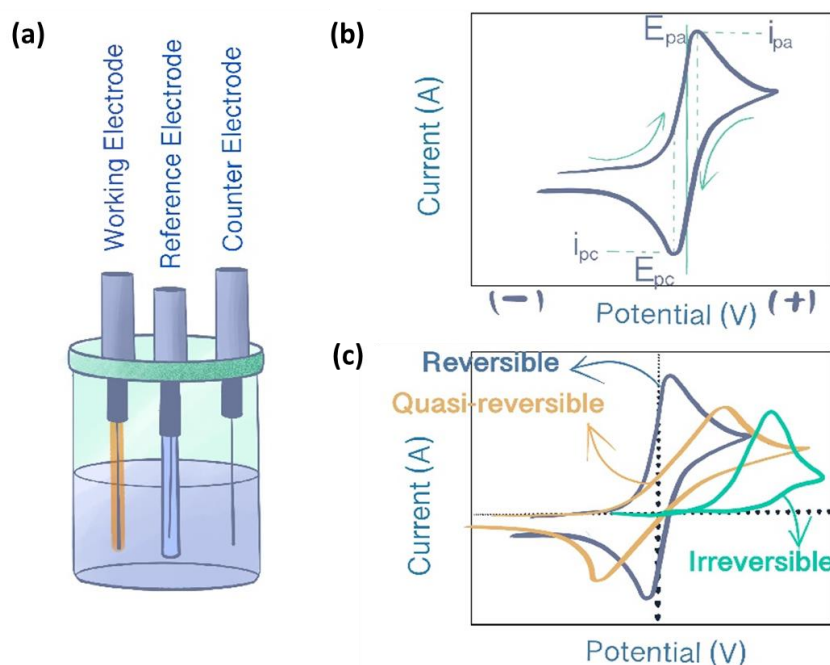 (a)
Working Electrode
Reference Electrode
Counter Electrode
(b)
Current (A)
Epa
ipa
ipc
Epc
(−)
(+)
Potential (V)
(c)
Reversible
Quasi-reversible
Current (A)
Irreversible
Potential (V)